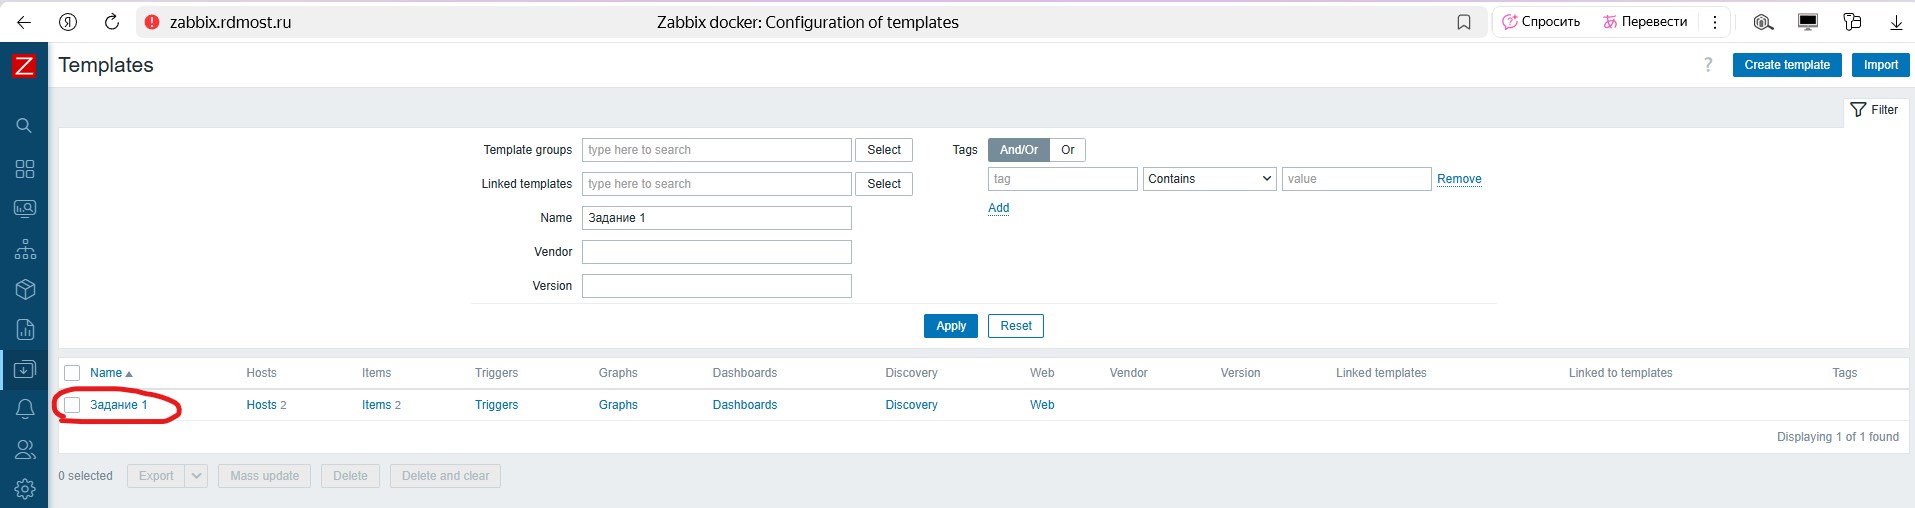 Я zabbix.rdmost.ru Zabbix docker: Configuration of templates Спросить Перевести
Z Templates ? Create template Import
Filter
Template groups type here to search Select Tags And/Or Or
Linked templates type here to search Select tag Contains value Remove
Name Задание 1 Add
Vendor
Version
Apply Reset
Name Hosts Items Triggers Graphs Dashboards Discovery Web Vendor Version Linked templates Linked to templates Tags
Задание 1 Hosts 2 Items 2 Triggers Graphs Dashboards Discovery Web
Displaying 1 of 1 found
0 selected Export Mass update Delete Delete and clear